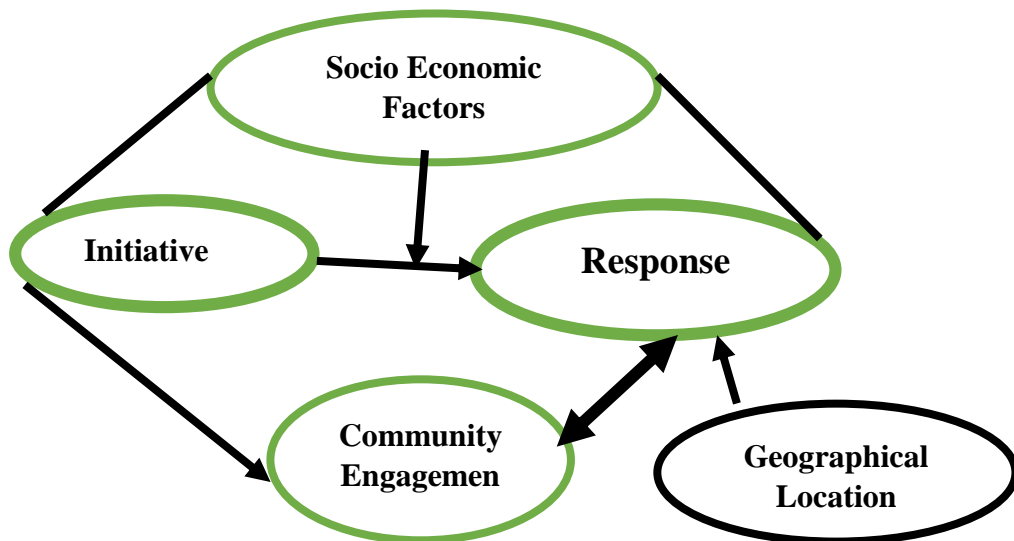 Socio Economic
Factors
Initiative
Response
Community
Engagemen
Geographical
Location